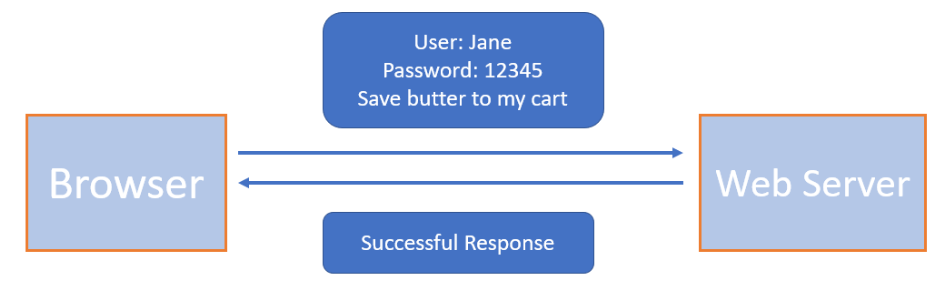 User: Jane
Password: 12345
Save butter to my cart
Browser
Web Server
Successful Response